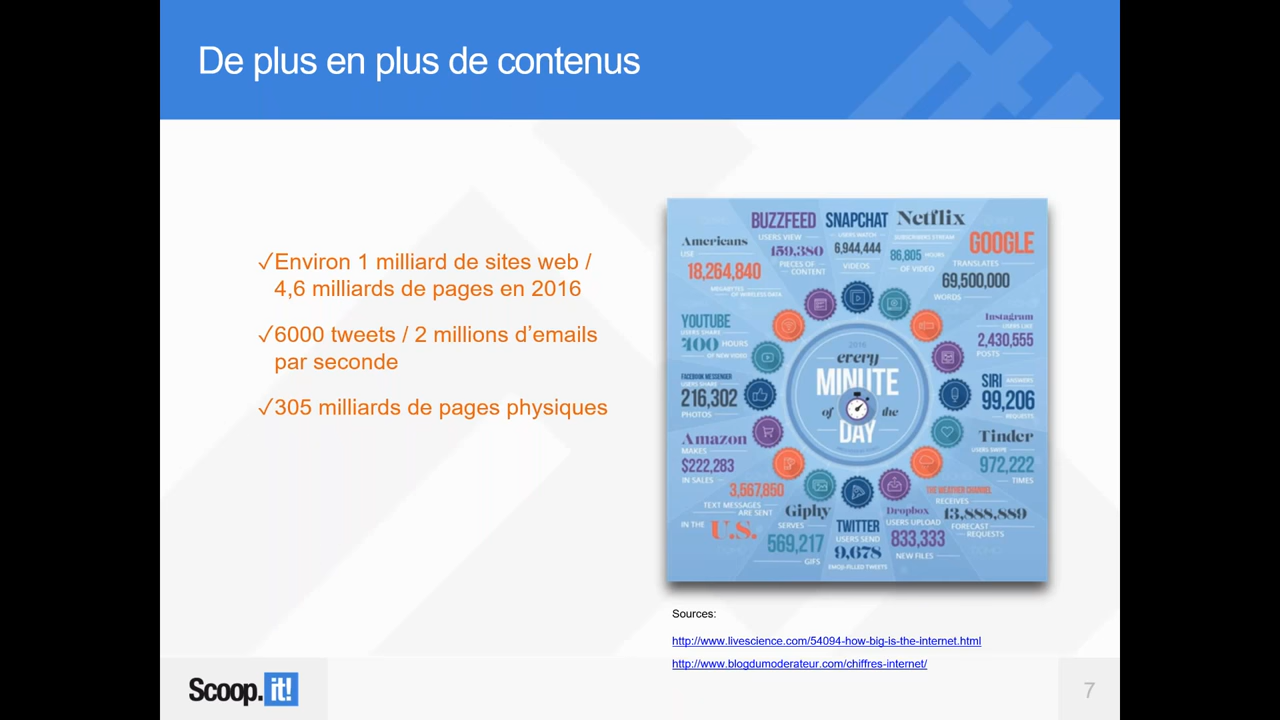 De plus en plus de contenus
✓Environ 1 milliard de sites web /
4,6 milliards de pages en 2016
✓6000 tweets / 2 millions d’emails
par seconde
✓305 milliards de pages physiques
Americans
USE
18,264,840
MEGABYTES
OF WIRELESS DATA
BUZZFEED
USERS VIEW
159,380
PIECES OF
CONTENT
SNAPCHAT
USERS WATCH
6,944,444
VIDEOS
Netflix
SUBSCRIBERS STREAM
86,805 HOURS
OF VIDEO
GOOGLE
TRANSLATES
69,500,000
WORDS
YOUTUBE
USERS SHARE
400 HOURS
OF NEW VIDEO
Instagram
USERS LIKE
2,430,555
POSTS
2016
every
MINUTE
of the
DAY
FACEBOOK MESSENGER
USERS SHARE
216,302
PHOTOS
SIRI ANSWERS
99,206
REQUESTS
Amazon
MAKES
$222,283
IN SALES
Tinder
USERS SWIPE
972,222
TIMES
3,567,850
TEXT MESSAGES
ARE SENT
IN THE U.S.
Giphy
SERVES
569,217
GIFS
TWITTER
USERS SEND
9,678
EMOJI-FILLED TWEETS
Dropbox
USERS UPLOAD
833,333
NEW FILES
THE WEATHER CHANNEL
RECEIVES
13,888,889
FORECAST
REQUESTS
Sources:
http://www.livescience.com/54094-how-big-is-the-internet.html
http://www.blogdumoderateur.com/chiffres-internet/
Scoop.it!
7